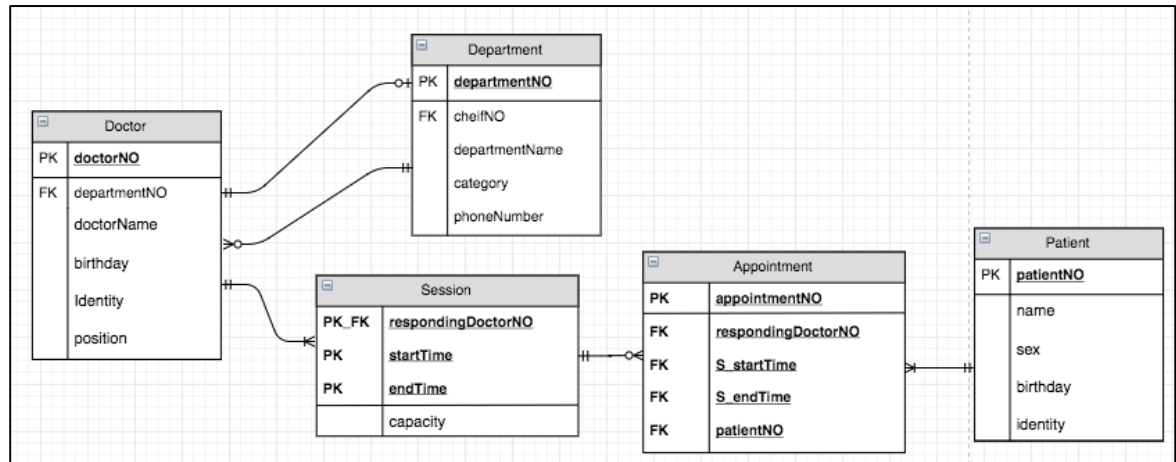 Department
PK departmentNO
FK cheifNO
departmentName
category
phoneNumber
Doctor
PK doctorNO
FK departmentNO
doctorName
birthday
Identity
position
Session
PK_FK respondingDoctorNO
PK startTime
PK endTime
capacity
Appointment
PK appointmentNO
FK respondingDoctorNO
FK S_startTime
FK S_endTime
FK patientNO
Patient
PK patientNO
name
sex
birthday
identity